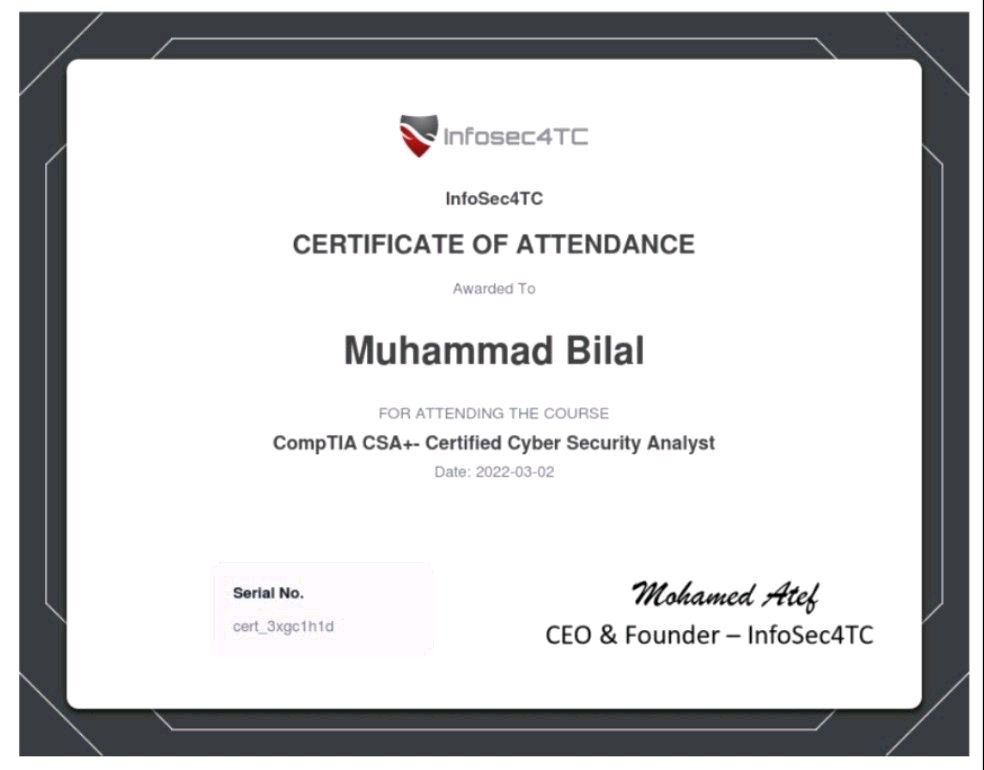 Infosec4TC
InfoSec4TC
CERTIFICATE OF ATTENDANCE
Awarded To
Muhammad Bilal
FOR ATTENDING THE COURSE
CompTIA CSA+- Certified Cyber Security Analyst
Date: 2022-03-02
Serial No.
cert_3xgc1h1d
Mohamed Atef
CEO & Founder – InfoSec4TC